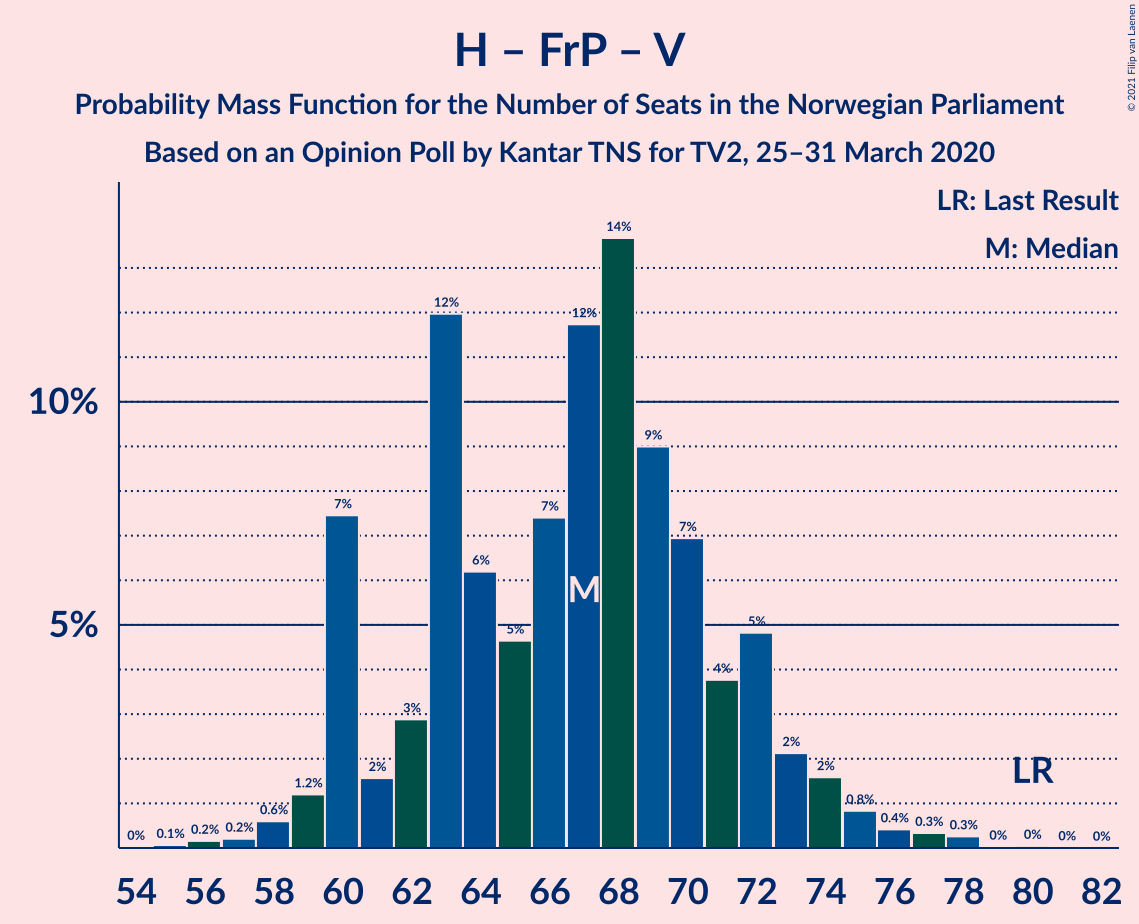 © 2021 Filip van Laenen
H – FrP – V
Probability Mass Function for the Number of Seats in the Norwegian Parliament
Based on an Opinion Poll by Kantar TNS for TV2, 25–31 March 2020
LR: Last Result
M: Median
10%
5%
0% 0.1% 0.2% 0.2% 0.6% 1.2% 7% 2% 3% 12% 6% 5% 7% 12% 14% 9% 7% 4% 5% 2% 2% 0.8% 0.4% 0.3% 0.3% 0% 0% 0% 0%
M
LR
54 56 58 60 62 64 66 68 70 72 74 76 78 80 82